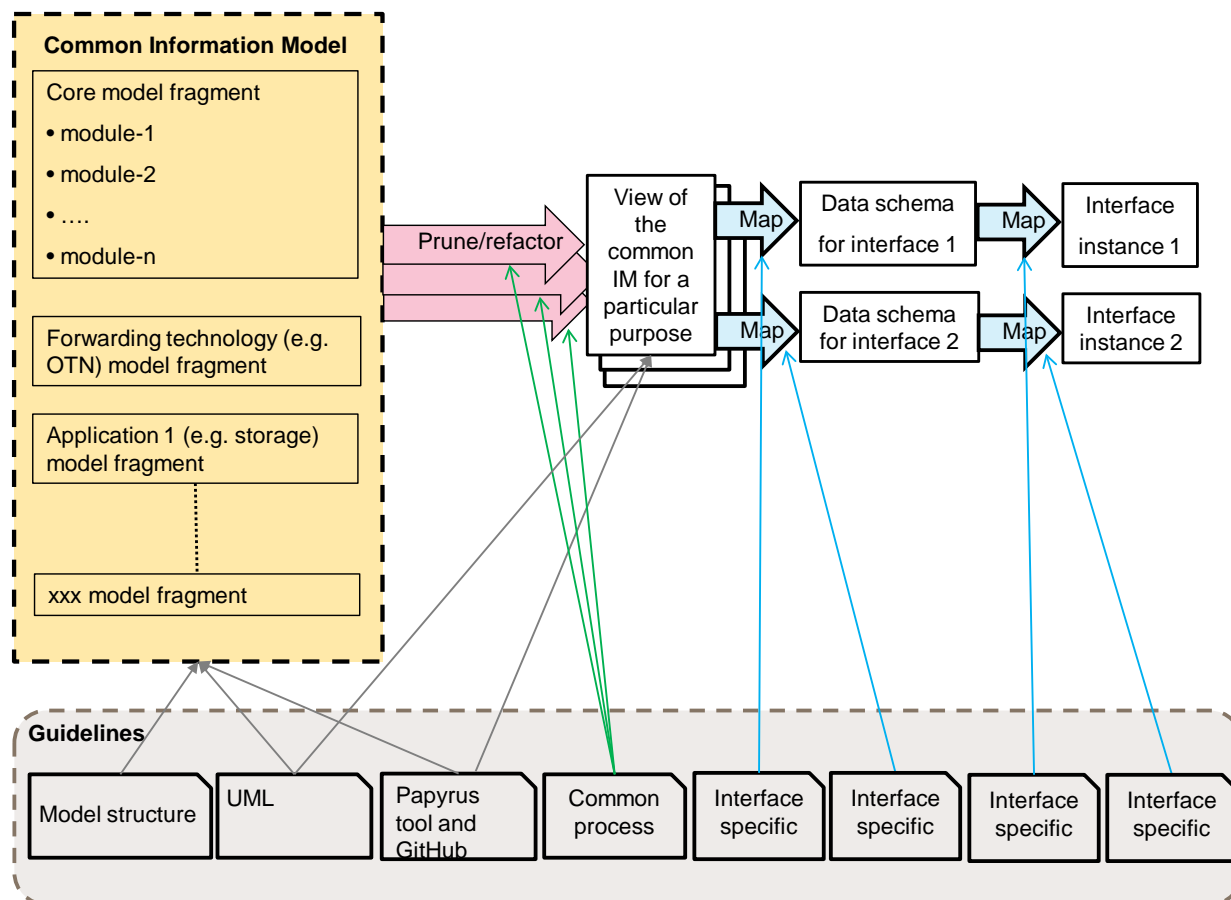 Common Information Model
Core model fragment
• module-1
• module-2
• ….
• module-n
Forwarding technology (e.g.
OTN) model fragment
Application 1 (e.g. storage)
model fragment
xxx model fragment
Prune/refactor
View of
the
common
IM for a
particular
purpose
Map
Data schema
for interface 1
Map
Interface
instance 1
Map
Data schema
for interface 2
Map
Interface
instance 2
Guidelines
Model structure
UML
Papyrus
tool and
GitHub
Common
process
Interface
specific
Interface
specific
Interface
specific
Interface
specific